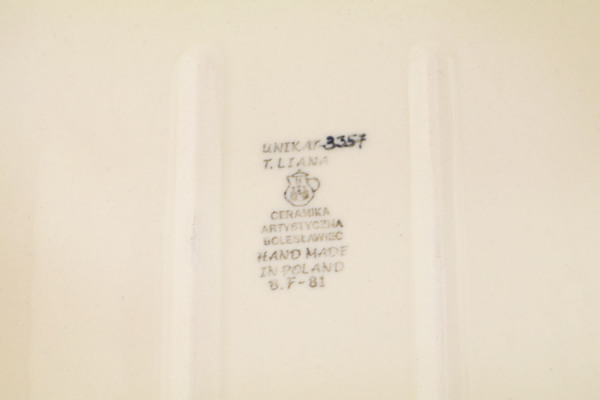 UNIKAT 3357
T. LIANA
CERAMIKA
ARTYSTYCZNA
BOLESŁAWIEC
HAND MADE
IN POLAND
B.F-81